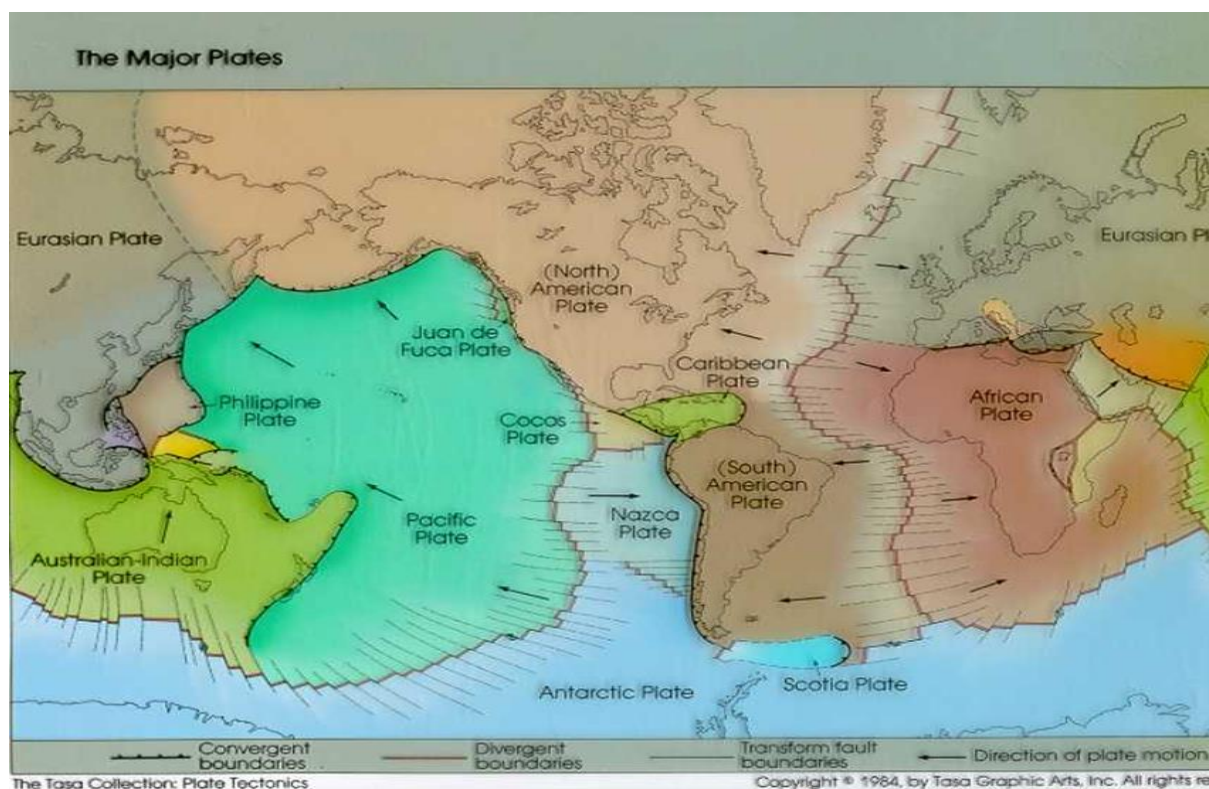 The Major Plates
Eurasian Plate
Eurasian Pl
(North)
American
Plate
Juan de
Fuca Plate
Caribbean
Plate
Philippine
Plate
Cocos
Plate
African
Plate
(South)
American
Plate
Nazca
Plate
Pacific
Plate
Australian-Indian
Plate
Antarctic Plate
Scotia Plate
Convergent
boundaries
Divergent
boundaries
Transform fault
boundaries
Direction of plate motion
The Tasa Collection: Plate Tectonics
Copyright © 1984, by Tasa Graphic Arts, Inc. All rights re